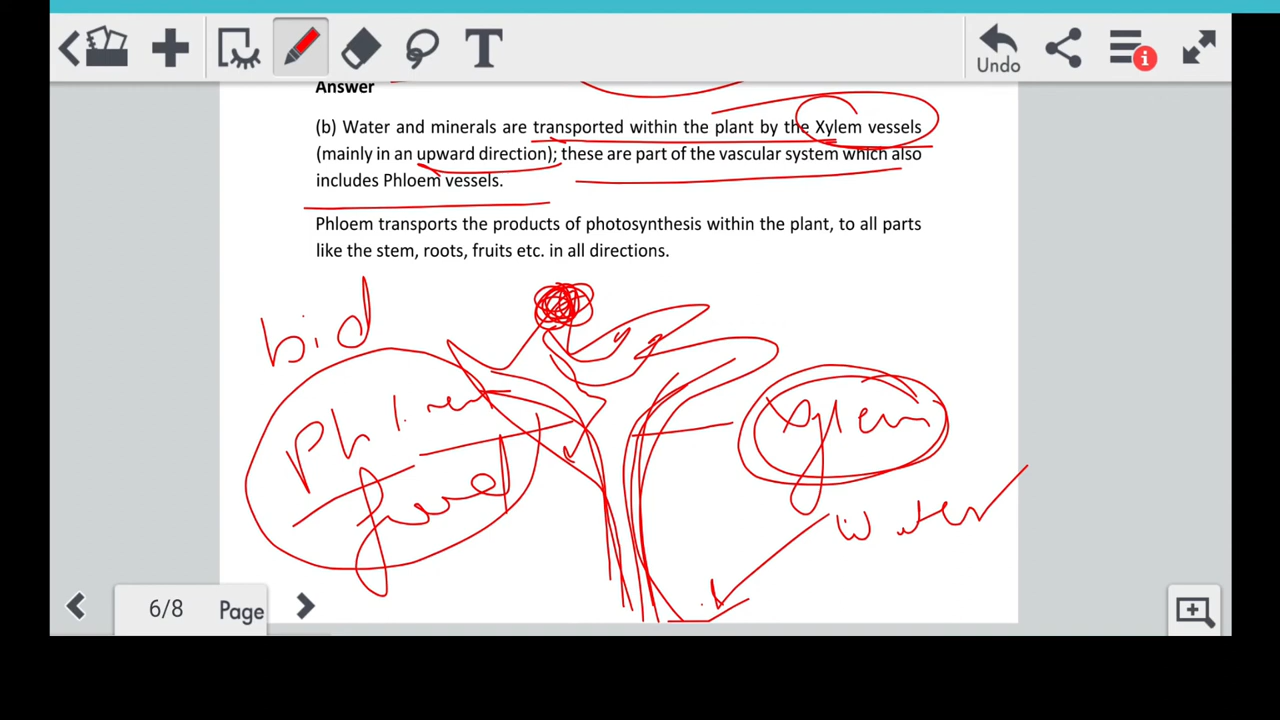 Undo
i
T
Answer
(b) Water and minerals are transported within the plant by the Xylem vessels
(mainly in an upward direction); these are part of the vascular system which also
includes Phloem vessels.
Phloem transports the products of photosynthesis within the plant, to all parts
like the stem, roots, fruits etc. in all directions.
bid
Xylem
food
Water
6/8 Page